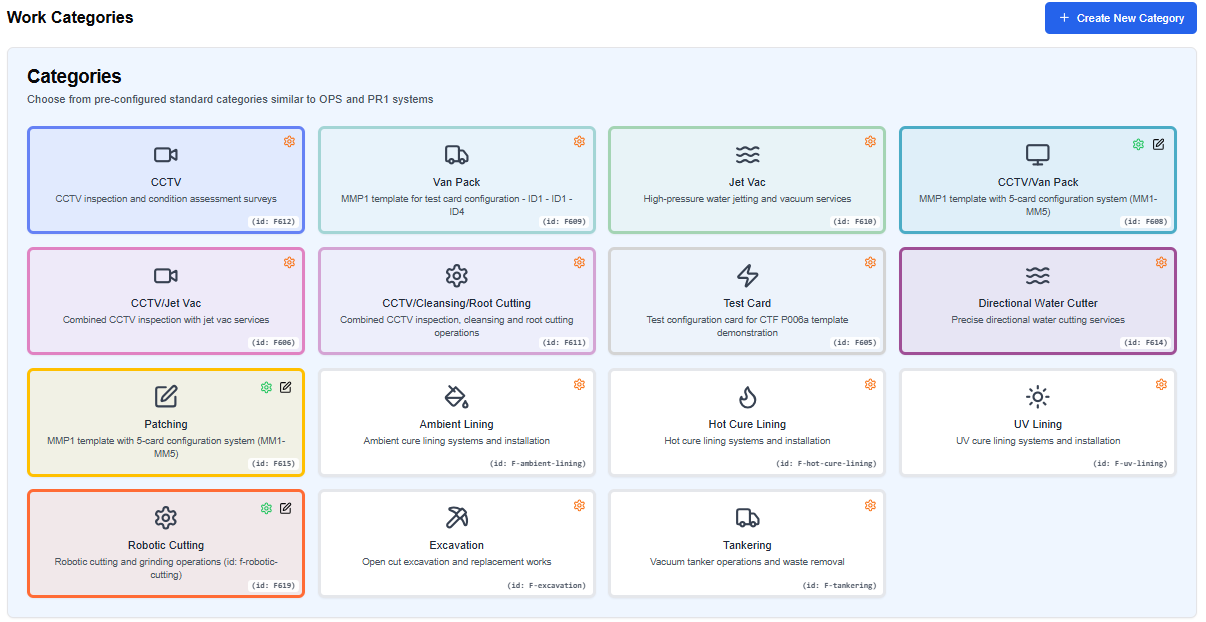 Work Categories
+ Create New Category
Categories
Choose from pre-configured standard categories similar to OPS and PR1 systems
CCTV
CCTV inspection and condition assessment surveys
(id: F612)
Van Pack
MMP1 template for test card configuration - ID1 - ID1 -
ID4
(id: F609)
Jet Vac
High-pressure water jetting and vacuum services
(id: F610)
CCTV/Van Pack
MMP1 template with 5-card configuration system (MM1-
MM5)
(id: F608)
CCTV/Jet Vac
Combined CCTV inspection with jet vac services
(id: F606)
CCTV/Cleansing/Root Cutting
Combined CCTV inspection, cleansing and root cutting
operations
(id: F611)
Test Card
Test configuration card for CTF P006a template
demonstration
(id: F605)
Directional Water Cutter
Precise directional water cutting services
(id: F614)
Patching
MMP1 template with 5-card configuration system (MM1-
MM5)
(id: F615)
Ambient Lining
Ambient cure lining systems and installation
(id: F-ambient-lining)
Hot Cure Lining
Hot cure lining systems and installation
(id: F-hot-cure-lining)
UV Lining
UV cure lining systems and installation
(id: F-uv-lining)
Robotic Cutting
Robotic cutting and grinding operations (id: f-robotic-
cutting)
(id: F619)
Excavation
Open cut excavation and replacement works
(id: F-excavation)
Tankering
Vacuum tanker operations and waste removal
(id: F-tankering)